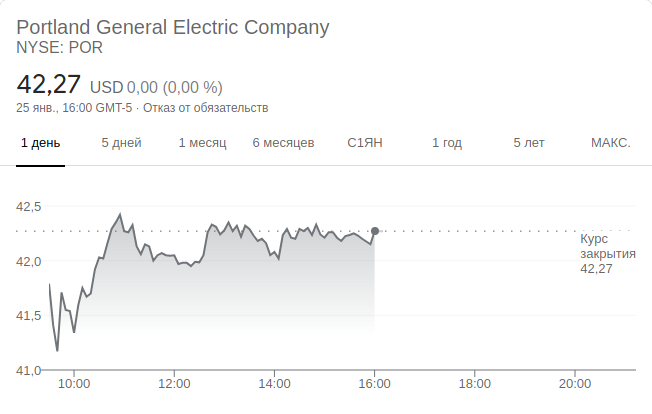 Portland General Electric Company
NYSE: POR
42,27 USD 0,00 (0,00 %)
25 янв., 16:00 GMT-5 · Отказ от обязательств
1 день 5 дней 1 месяц 6 месяцев С1ЯН 1 год 5 лет МАКС.
42,5
Курс
закрытия
42,27
42,0
41,5
41,0
10:00 12:00 14:00 16:00 18:00 20:00